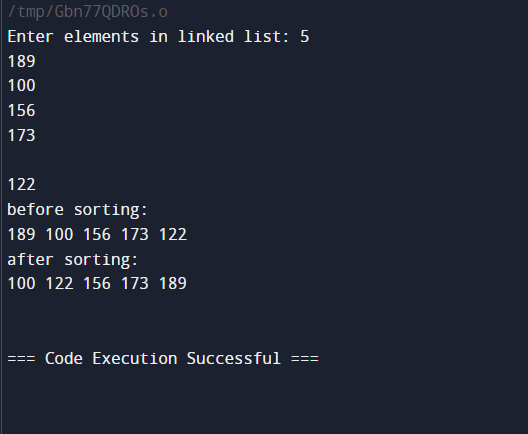 /tmp/Gbn77QDROs.o
Enter elements in linked list: 5
189
100
156
173
122
before sorting:
189 100 156 173 122
after sorting:
100 122 156 173 189
=== Code Execution Successful ===